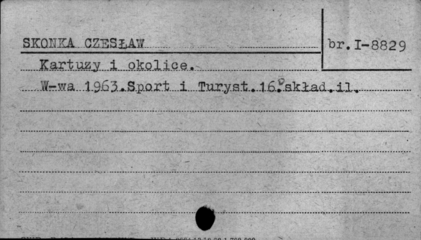 SKONKA CZESŁAW
br.I-8829
Kartuzy i okolice.
W-wa 1963.Sport i Turyst.16°.skład.il.